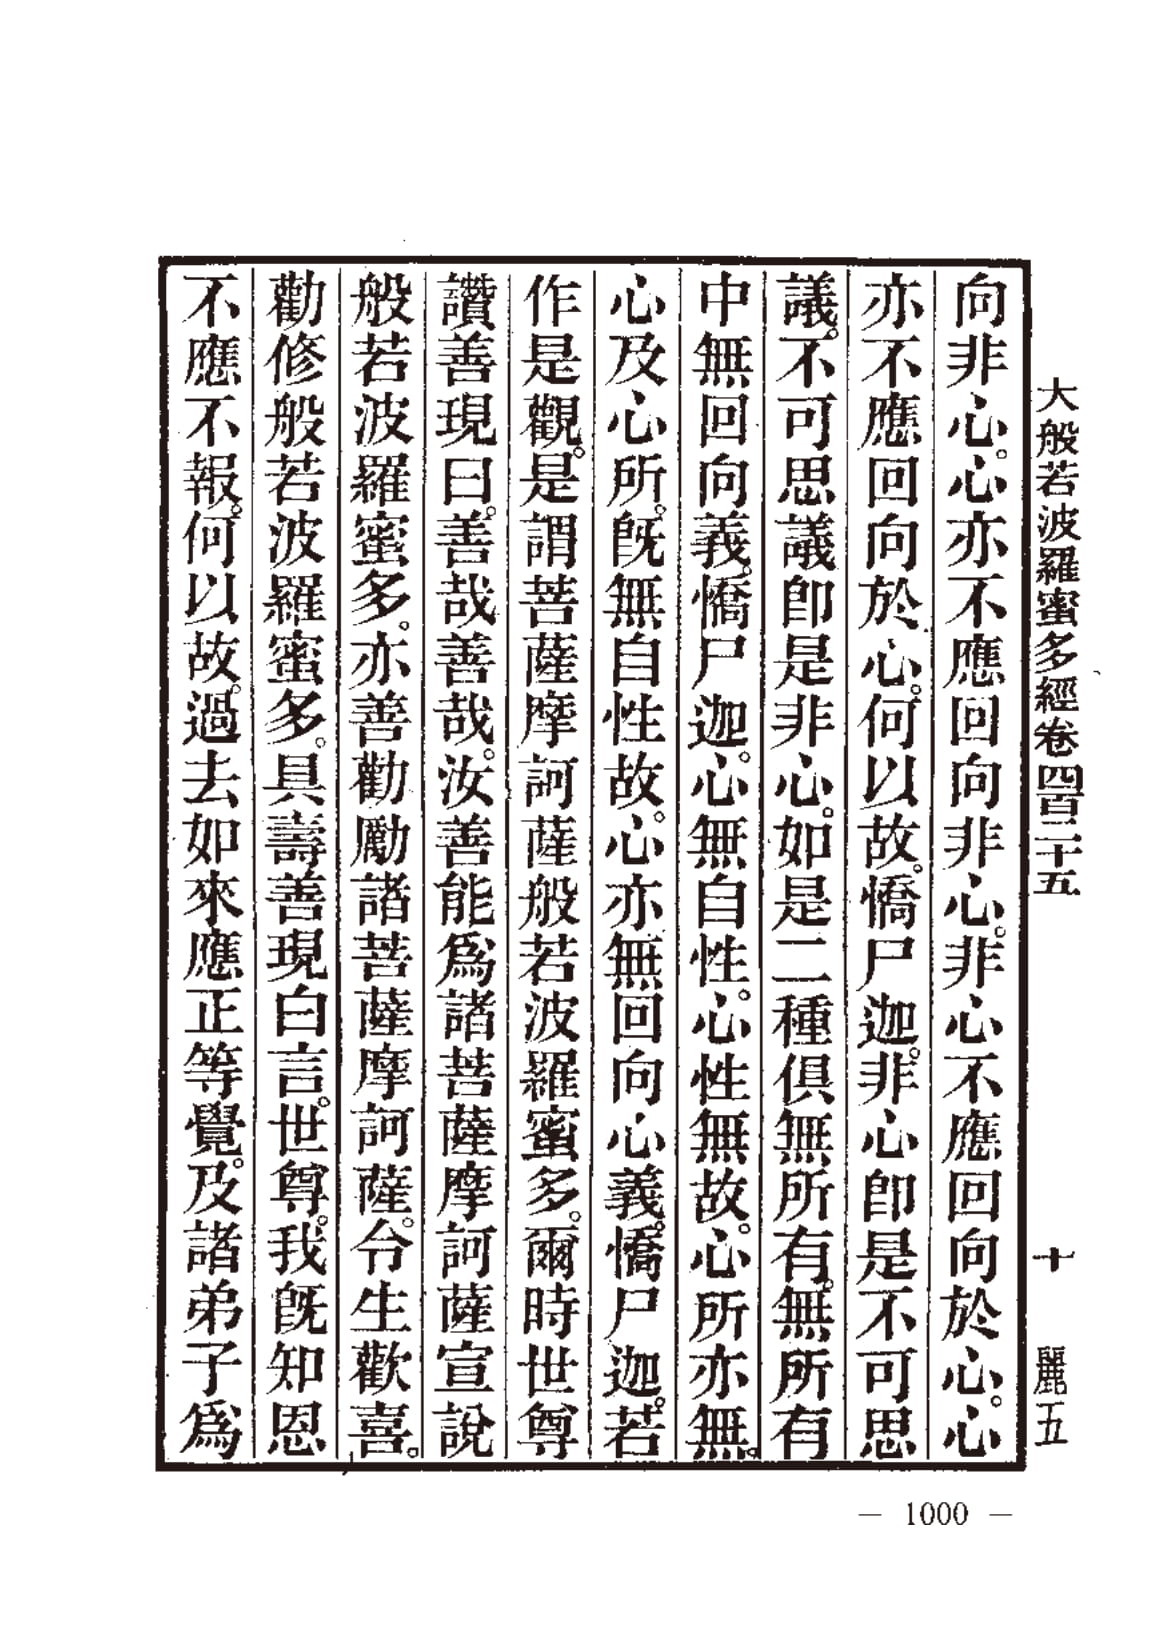 大般若波羅蜜多經卷四百二十五 十 麗五
向非心。心亦不應回向非心。非心不應回向於心。心
亦不應回向於心。何以故。憍尸迦。非心卽是不可思
議。不可思議卽是非心。如是二種俱無所有。無所有
中無回向義。憍尸迦。心無自性。心性無故。心所亦無。
心及心所。旣無自性故。心亦無回向心義。憍尸迦。若
作是觀。是謂菩薩摩訶薩般若波羅蜜多。爾時世尊
讚善現曰。善哉善哉。汝善能爲諸菩薩摩訶薩宣說
般若波羅蜜多。亦善勸勵諸菩薩摩訶薩。令生歡喜。
勸修般若波羅蜜多。具壽善現白言。世尊。我旣知恩
不應不報。何以故。過去如來應正等覺。及諸弟子爲
— 1000 —